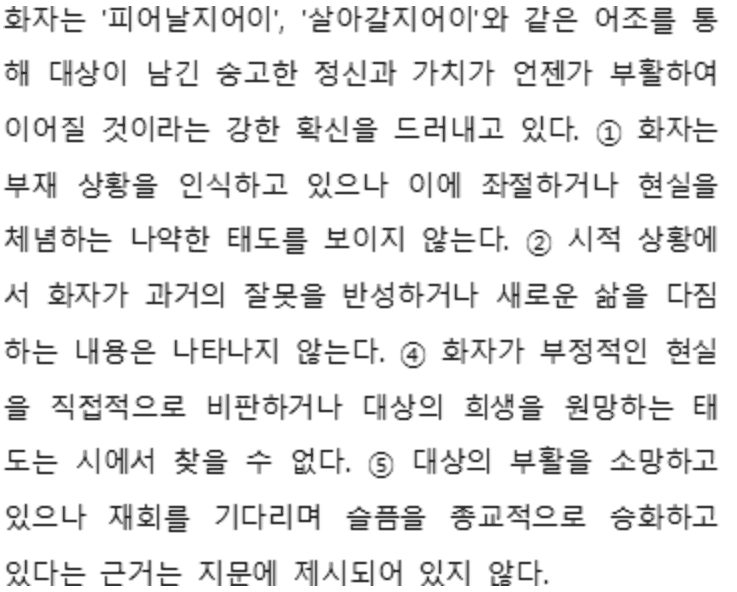 화자는 '피어날지어이', '살아갈지어이'와 같은 어조를 통
해 대상이 남긴 숭고한 정신과 가치가 언젠가 부활하여
이어질 것이라는 강한 확신을 드러내고 있다. ① 화자는
부재 상황을 인식하고 있으나 이에 좌절하거나 현실을
체념하는 나약한 태도를 보이지 않는다. ② 시적 상황에
서 화자가 과거의 잘못을 반성하거나 새로운 삶을 다짐
하는 내용은 나타나지 않는다. ④ 화자가 부정적인 현실
을 직접적으로 비판하거나 대상의 희생을 원망하는 태
도는 시에서 찾을 수 없다. ⑤ 대상의 부활을 소망하고
있으나 재회를 기다리며 슬픔을 종교적으로 승화하고
있다는 근거는 지문에 제시되어 있지 않다.